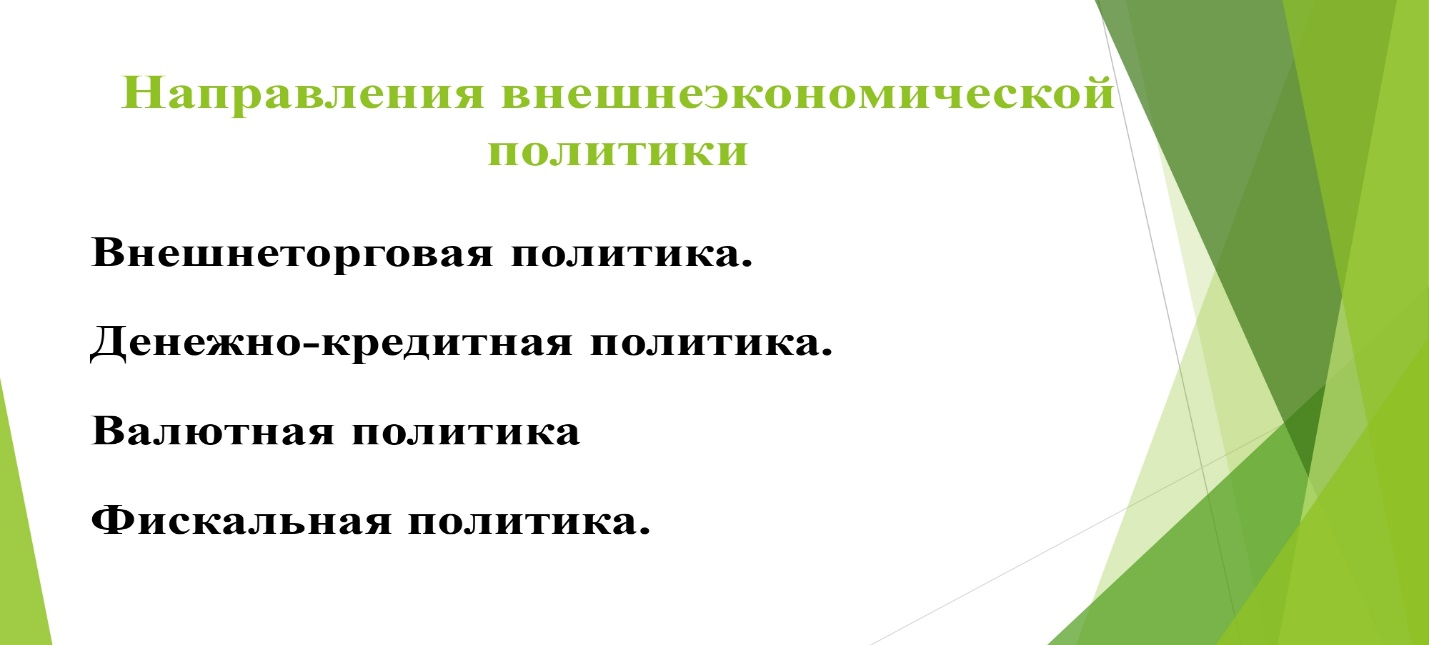 Направления внешнеэкономической
политики
Внешнеторговая политика.
Денежно-кредитная политика.
Валютная политика
Фискальная политика.